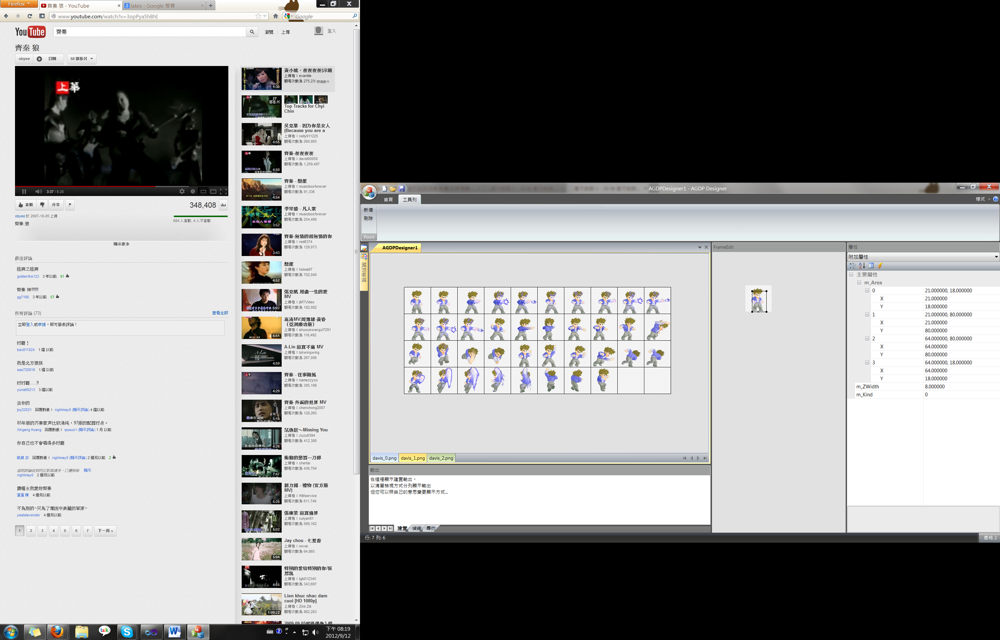 Firefox
齊秦 狼 - YouTube
latex - Google 搜尋
www.youtube.com/watch?v=3opPya5hBhI
Google
YouTube
齊秦
瀏覽
上傳
登入
齊秦 狼
obyee
訂閱
68 部影片
上華
3:37 / 5:28
喜歡
分享
348,408
obyee 於 2007-10-05 上傳
684 人喜歡, 4 人不喜歡
齊秦 狼
顯示更多
最佳評論
經典之經典
goldenfire123 3 年以前 91
齊秦 神!!!!!!!
gg7166 3 年以前 57
所有評論 (73)
查看全部
立即登入或申請，即可發表評論！
好聽！
bac811024 1 週 以前
我是北方狼族
sas720816 1 週 以前
好好聽.....!!
yuna60213 3 週以前
去你的
joy22021 回覆對象： nightmay0 (顯示評論) 4 週以前
85年版的齐秦歌声比较清纯，97版的配器好点。
Xingang Huang 回覆對象： qiusuo1 (顯示評論) 1 月 以前
你自己也不會唱得多好聽
回覆對象： nightmay0 (顯示評論) 2 個月以前 2
這則評論收到的反對票過多，已遭移除 顯示
nightmay0 2 個月以前
讚喔水我愛妳齊秦
蛋蛋 陳 4 個月以前
不為別的~只為了傳說中美麗的草原~
yeatslavender 4 個月以前
1 2 3 4 5 6 7 下一頁 »
黃小琥 - 夜夜夜夜(示範
上傳者：evantile
觀看次數為 275,23! 精選影片
1:30
27
部影片
Top Tracks for Chyi
Chin
吳克羣 - 因为你是女人
(Because you are a
上傳者：nelly911225
觀看次數為 260,905
4:55
齊秦-夜夜夜夜
上傳者：david00050
觀看次數為 1,259,487
4:50
齊秦 - 懸崖
上傳者：musicboxforever
觀看次數為 91,336
4:54
李宗盛 - 凡人歌
上傳者：musicboxforever
觀看次數為 254,406
你我皆凡人
生在人世間
3:52
齊秦-無情的雨無情的你
上傳者：red6374
觀看次數為 129,073
3:43
懸崖
上傳者：heixia97
觀看次數為 702,040
4:52
張克帆 用盡一生的愛
MV
上傳者：jiMTVideo
觀看次數為 182,082
5:02
高清MV:周傳雄-黃昏
（亞洲慶功版）
上傳者：shuxuewangzi7291
觀看次數為 116,492
5:51
A-Lin 寂寞不痛 MV
上傳者：lukwingwing
觀看次數為 267,006
A-Lin
4:59
齊秦 - 往事隨風
上傳者：namezzyzx
觀看次數為 305,199
4:29
齊秦 外面的世界 MV
上傳者：chenchong2007
觀看次數為 128,265
5:16
范逸臣～Missing You
上傳者：zuzu9394
觀看次數為 412,380
4:26
衝動的懲罰—刀郎
上傳者：chertai
觀看次數為 436,704
7:47
劉力揚 - 禮物 (官方版
MV)
上傳者：HIMservice
觀看次數為 611,749
5:28
張棟梁 寂寞邊界
上傳者：cuiyan81
觀看次數為 569,162
5:02
Jay chou - 七里香
上傳者：xxvai
觀看次數為 64,865
5:04
特別的爱给特別的你/伍
思凯
上傳者：tgb012345
觀看次數為 343,697
4:55
Lien khuc nhac dam
cuoi [HD 1080p]
上傳者：Zink Zik
觀看次數為 862,283
1:09:22
talk
下午 08:19
2012/9/12
AGDPDesigner1 - AGDP Designer
首頁
工具列
樣式
新增
刪除
Point
類別檢視
AGDPDesigner1
davis_0.png
davis_1.png
davis_2.png
輸出
在這裡顯示建置輸出。
以清單檢視方式分列顯示輸出
但您可以照自己的意思變更顯示方式...
建置
偵錯
尋找
行: 7 列: 6
FrameEdit
屬性
附加屬性
主要屬性
m_Area
0 21.000000, 18.000000
X 21.000000
Y 18.000000
1 21.000000, 80.000000
X 21.000000
Y 80.000000
2 64.000000, 80.000000
X 64.000000
Y 80.000000
3 64.000000, 18.000000
X 64.000000
Y 18.000000
m_ZWidth 8.000000
m_Kind 0
窗格 2